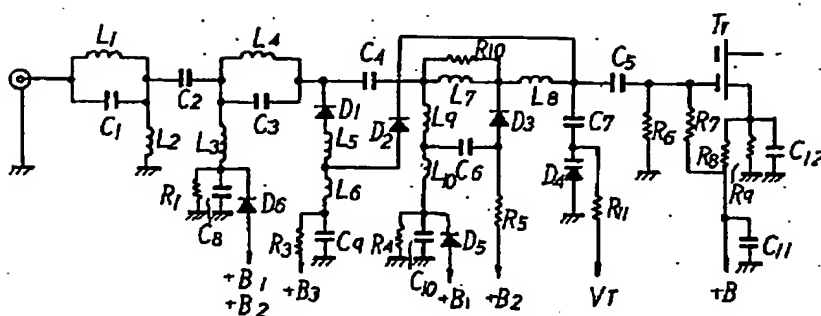 L1 L4 C4 R10 C5 Tr
C2 L7 L8
C1 C3 D1 D2 L9 D3 C7 R6 R7
L2 L3 L5 C6 R8 C12
R1 D6 L6 L10 D4 R11 R9
C8 R3 C9 R4 D5 R5 C11
C10
+B1 +B3 +B1 +B2 VT +B
+B2